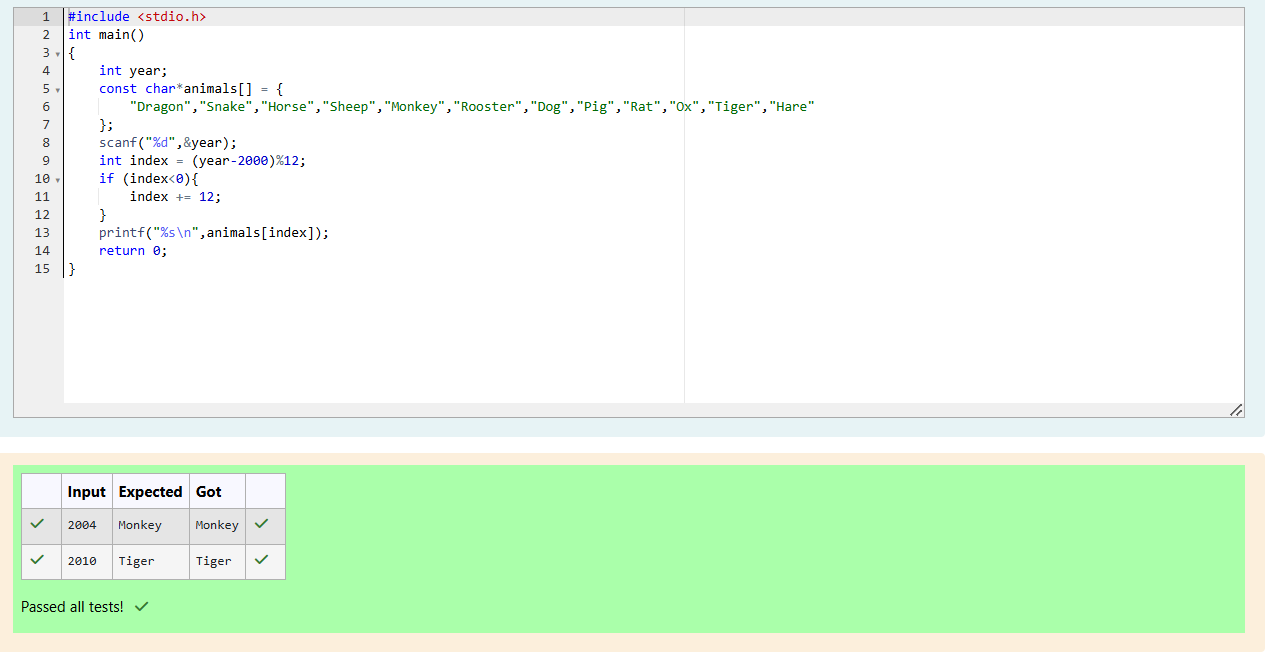 1 #include <stdio.h>
2 int main()
3 {
4     int year;
5     const char*animals[] = {
6         "Dragon","Snake","Horse","Sheep","Monkey","Rooster","Dog","Pig","Rat","Ox","Tiger","Hare"
7     };
8     scanf("%d",&year);
9     int index = (year-2000)%12;
10     if (index<0){
11         index += 12;
12     }
13     printf("%s\n",animals[index]);
14     return 0;
15 }
Input Expected Got
2004 Monkey Monkey
2010 Tiger Tiger
Passed all tests!